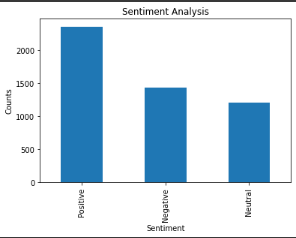 Sentiment Analysis
2000
1500
1000
500
0
Counts
Positive
Negative
Neutral
Sentiment